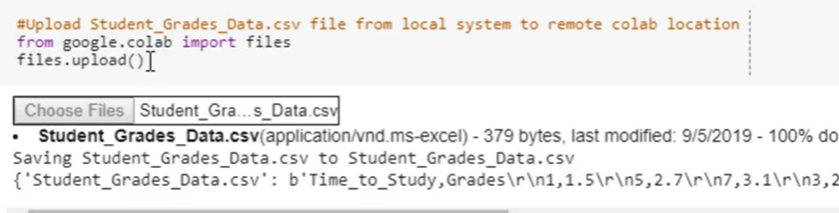 #Upload Student_Grades_Data.csv file from local system to remote colab location
from google.colab import files
files.upload()
Choose Files Student_Gra...s_Data.csv
• Student_Grades_Data.csv(application/vnd.ms-excel) - 379 bytes, last modified: 9/5/2019 - 100% do
Saving Student_Grades_Data.csv to Student_Grades_Data.csv
{'Student_Grades_Data.csv': b'Time_to_Study,Grades\r\n1,1.5\r\n5,2.7\r\n7,3.1\r\n3,2